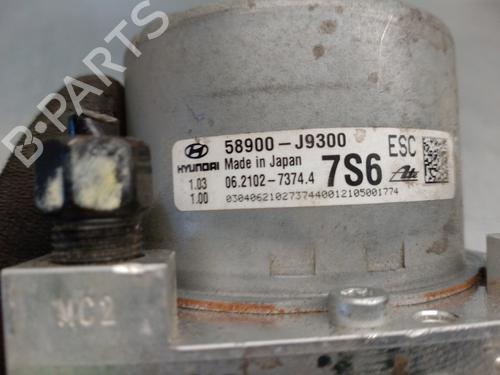 B-PARTS
HYUNDAI
58900-J9300
ESC
Made in Japan
7S6
Ate
1.03
06.2102-7374.4
1.00
0304062102737440012105001774
MC2